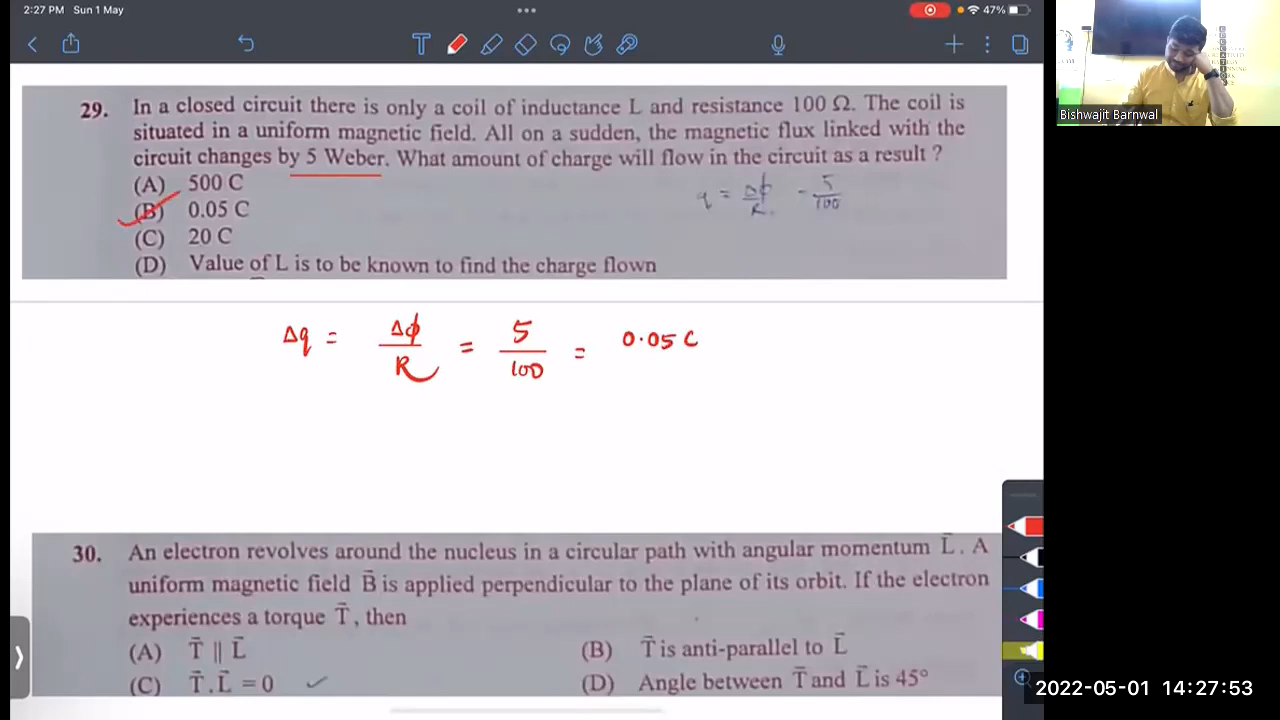 2:27 PM Sun 1 May
47%
Bishwajit Barnwal
29. In a closed circuit there is only a coil of inductance L and resistance 100 Ω. The coil is
situated in a uniform magnetic field. All on a sudden, the magnetic flux linked with the
circuit changes by 5 Weber. What amount of charge will flow in the circuit as a result ?
(A) 500 C
(B) 0.05 C
(C) 20 C
(D) Value of L is to be known to find the charge flown
q = Δϕ/R - 5/100
Δq = Δϕ/R = 5/100 = 0.05 C
30. An electron revolves around the nucleus in a circular path with angular momentum L̄. A
uniform magnetic field B̄ is applied perpendicular to the plane of its orbit. If the electron
experiences a torque T̄, then
(A) T̄ || L̄
(B) T̄ is anti-parallel to L̄
(C) T̄.L̄ = 0
(D) Angle between T̄ and L̄ is 45°
2022-05-01 14:27:53